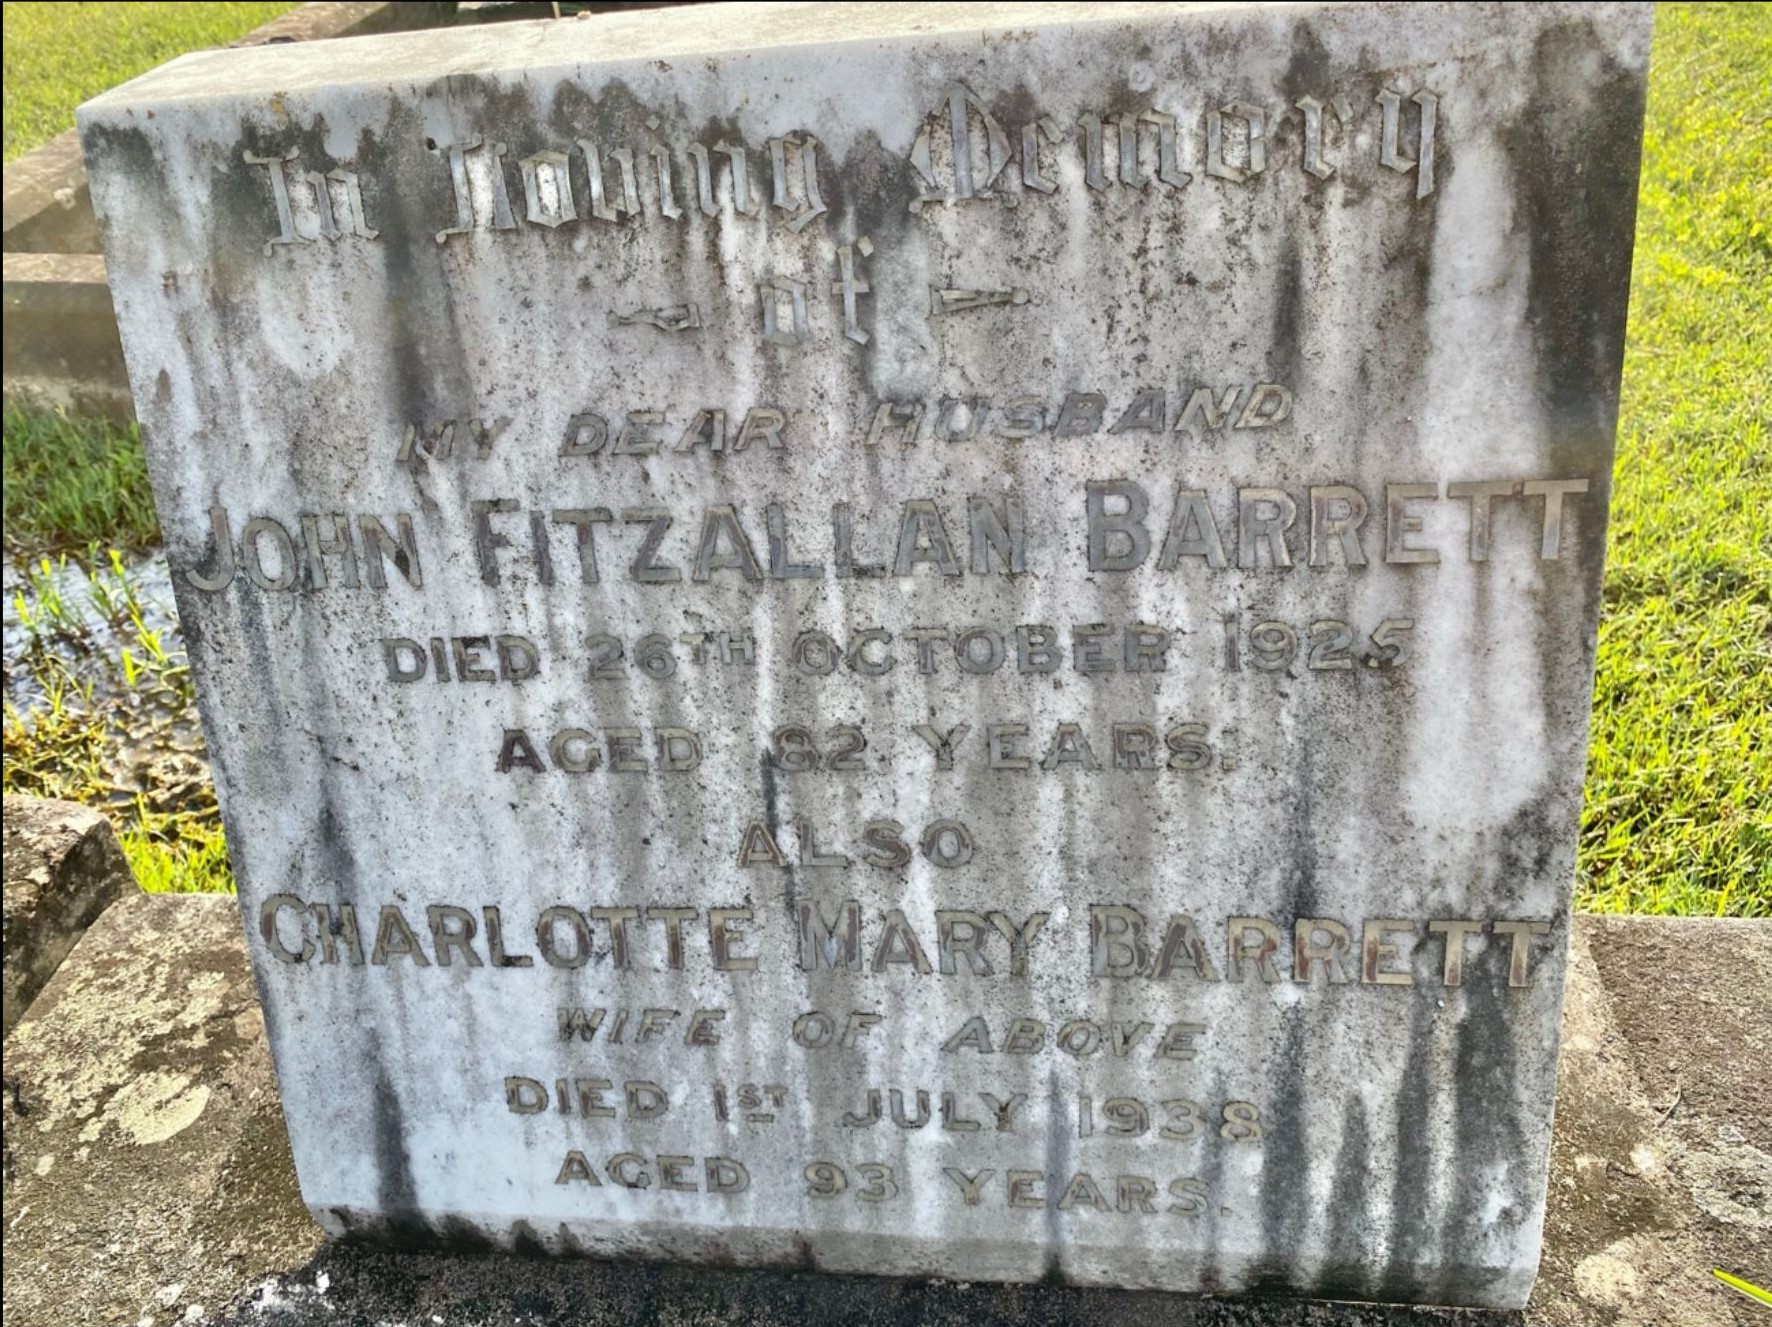 In Loving Memory
of
MY DEAR HUSBAND
JOHN FITZALLAN BARRETT
DIED 26TH OCTOBER 1925
AGED 82 YEARS.
ALSO
CHARLOTTE MARY BARRETT
WIFE OF ABOVE
DIED 1ST JULY 1938
AGED 93 YEARS.